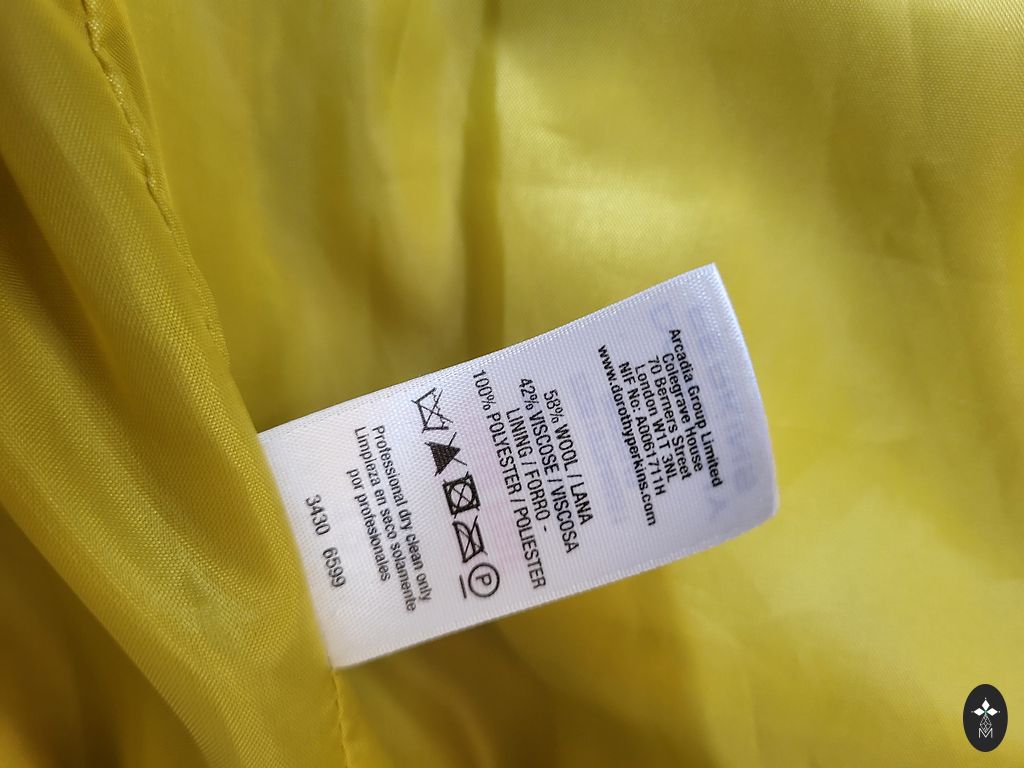 Arcadia Group Limited
Colegrave House
70 Berners Street
London W1T 3NL
NIF No: A0061711H
www.dorothyperkins.com
58% WOOL / LANA
42% VISCOSE / VISCOSA
LINING / FORRO -
100% POLYESTER / POLIESTER
P
Professional dry clean only
Limpieza en seco solamente
por profesionales
3430 6599